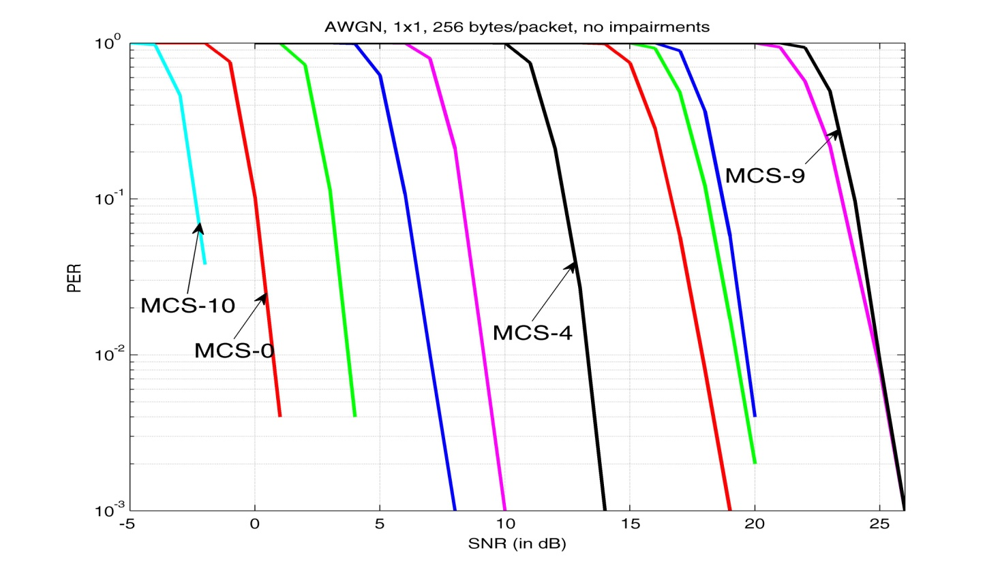 AWGN, 1x1, 256 bytes/packet, no impairments
10^0
10^-1
10^-2
10^-3
PER
MCS-9
MCS-10
MCS-4
MCS-0
-5 0 5 10 15 20 25
SNR (in dB)